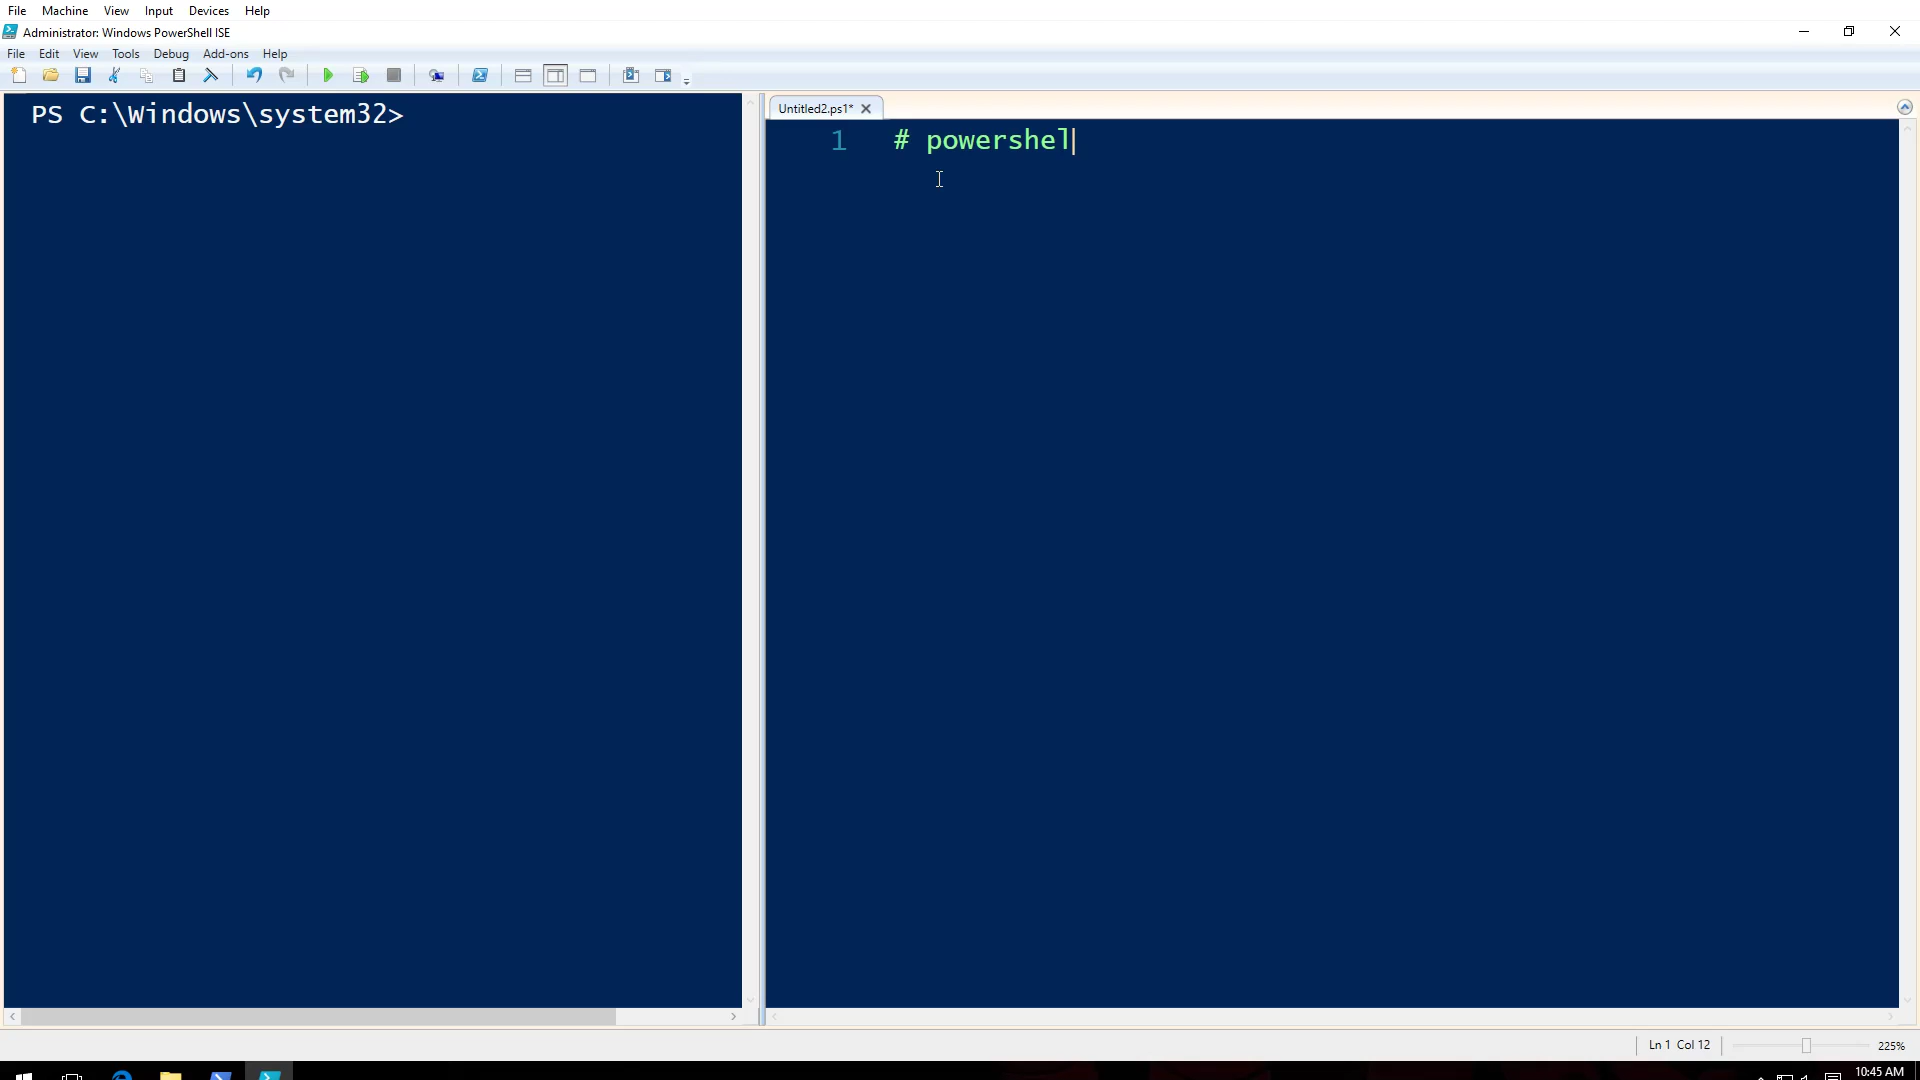 File Machine View Input Devices Help
Administrator: Windows PowerShell ISE
File Edit View Tools Debug Add-ons Help
PS C:\Windows\system32>
Untitled2.ps1*
1 # powershel
Ln 1 Col 12 225%
10:45 AM